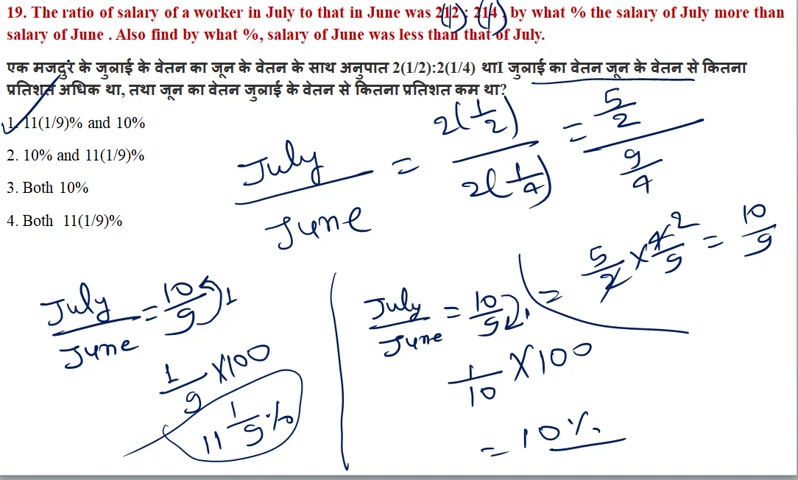 19. The ratio of salary of a worker in July to that in June was 212 : 214 by what % the salary of July more than
salary of June . Also find by what %, salary of June was less than that of July.
एक मजदुर के जुलाई के वेतन का जून के वेतन के साथ अनुपात 2(1/2):2(1/4) थाI जुलाई का वेतन जून के वेतन से कितना
प्रतिशत अधिक था, तथा जून का वेतन जुलाई के वेतन से कितना प्रतिशत कम था?
1. 11(1/9)% and 10%
2. 10% and 11(1/9)%
3. Both 10%
4. Both 11(1/9)%
July/June = 2(1/2)/2(1/4) = 5/2 / 9/4
= 5/2 × 4/9 2 = 10/9
July/June = 10/9 1
1/9 × 100
11 1/9 %
July/June = 10/9 1
1/10 × 100
= 10%